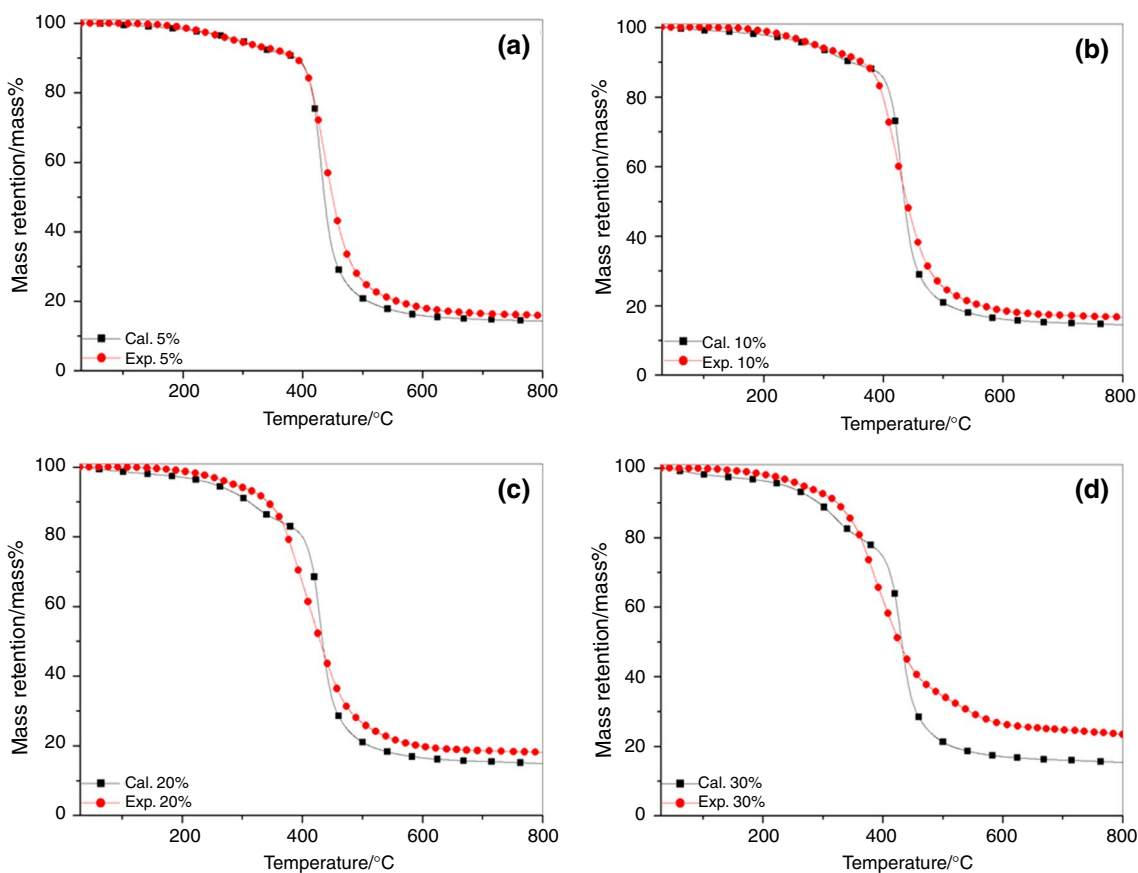 100
80
60
40
20
0
Mass retention/mass%
(a)
Cal. 5%
Exp. 5%
200
400
600
800
Temperature/°C
100
80
60
40
20
0
Mass retention/mass%
(b)
Cal. 10%
Exp. 10%
200
400
600
800
Temperature/°C
100
80
60
40
20
0
Mass retention/mass%
(c)
Cal. 20%
Exp. 20%
200
400
600
800
Temperature/°C
100
80
60
40
20
0
Mass retention/mass%
(d)
Cal. 30%
Exp. 30%
200
400
600
800
Temperature/°C